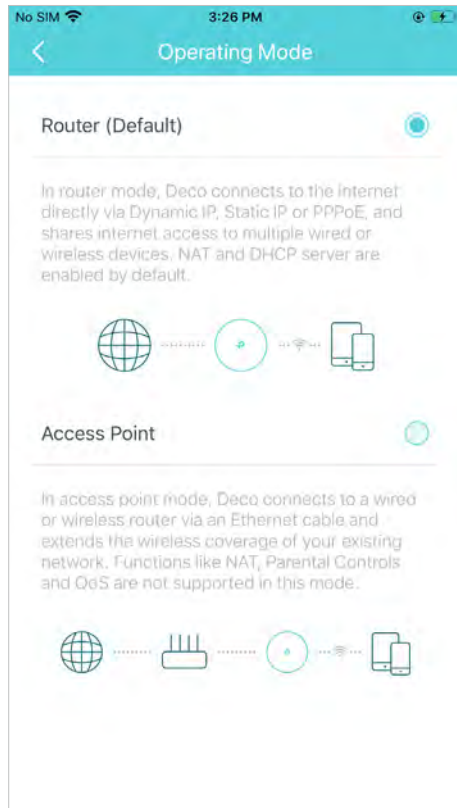 No SIM 3:26 PM
Operating Mode
Router (Default)
In router mode, Deco connects to the internet
directly via Dynamic IP, Static IP or PPPoE, and
shares internet access to multiple wired or
wireless devices. NAT and DHCP server are
enabled by default.
Access Point
In access point mode, Deco connects to a wired
or wireless router via an Ethernet cable and
extends the wireless coverage of your existing
network. Functions like NAT, Parental Controls
and QoS are not supported in this mode.